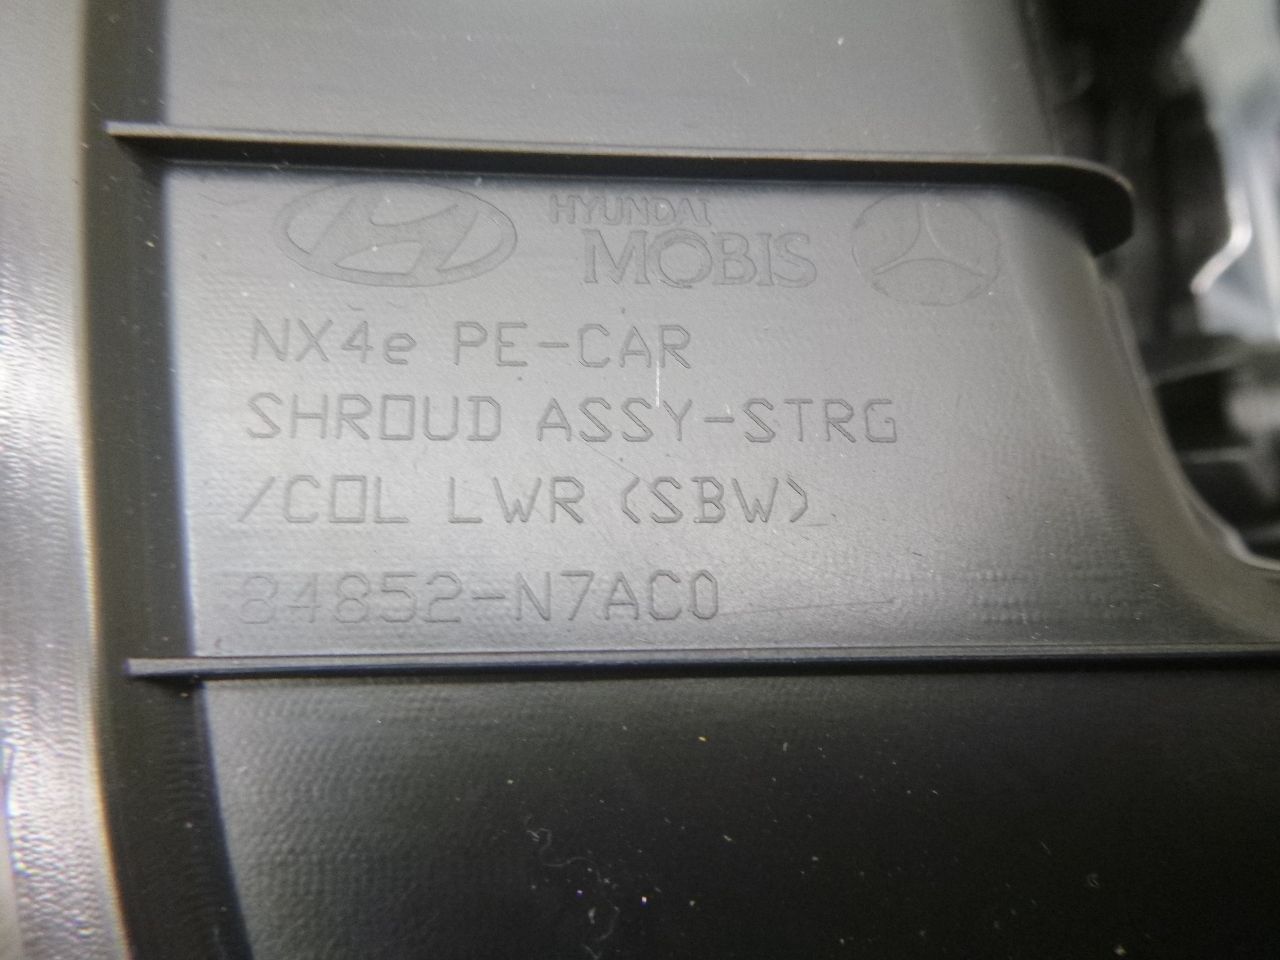 HYUNDAI
MOBIS
NX4e PE-CAR
SHROUD ASSY-STRG
/COL LWR (SBW)
84852-N7AC0